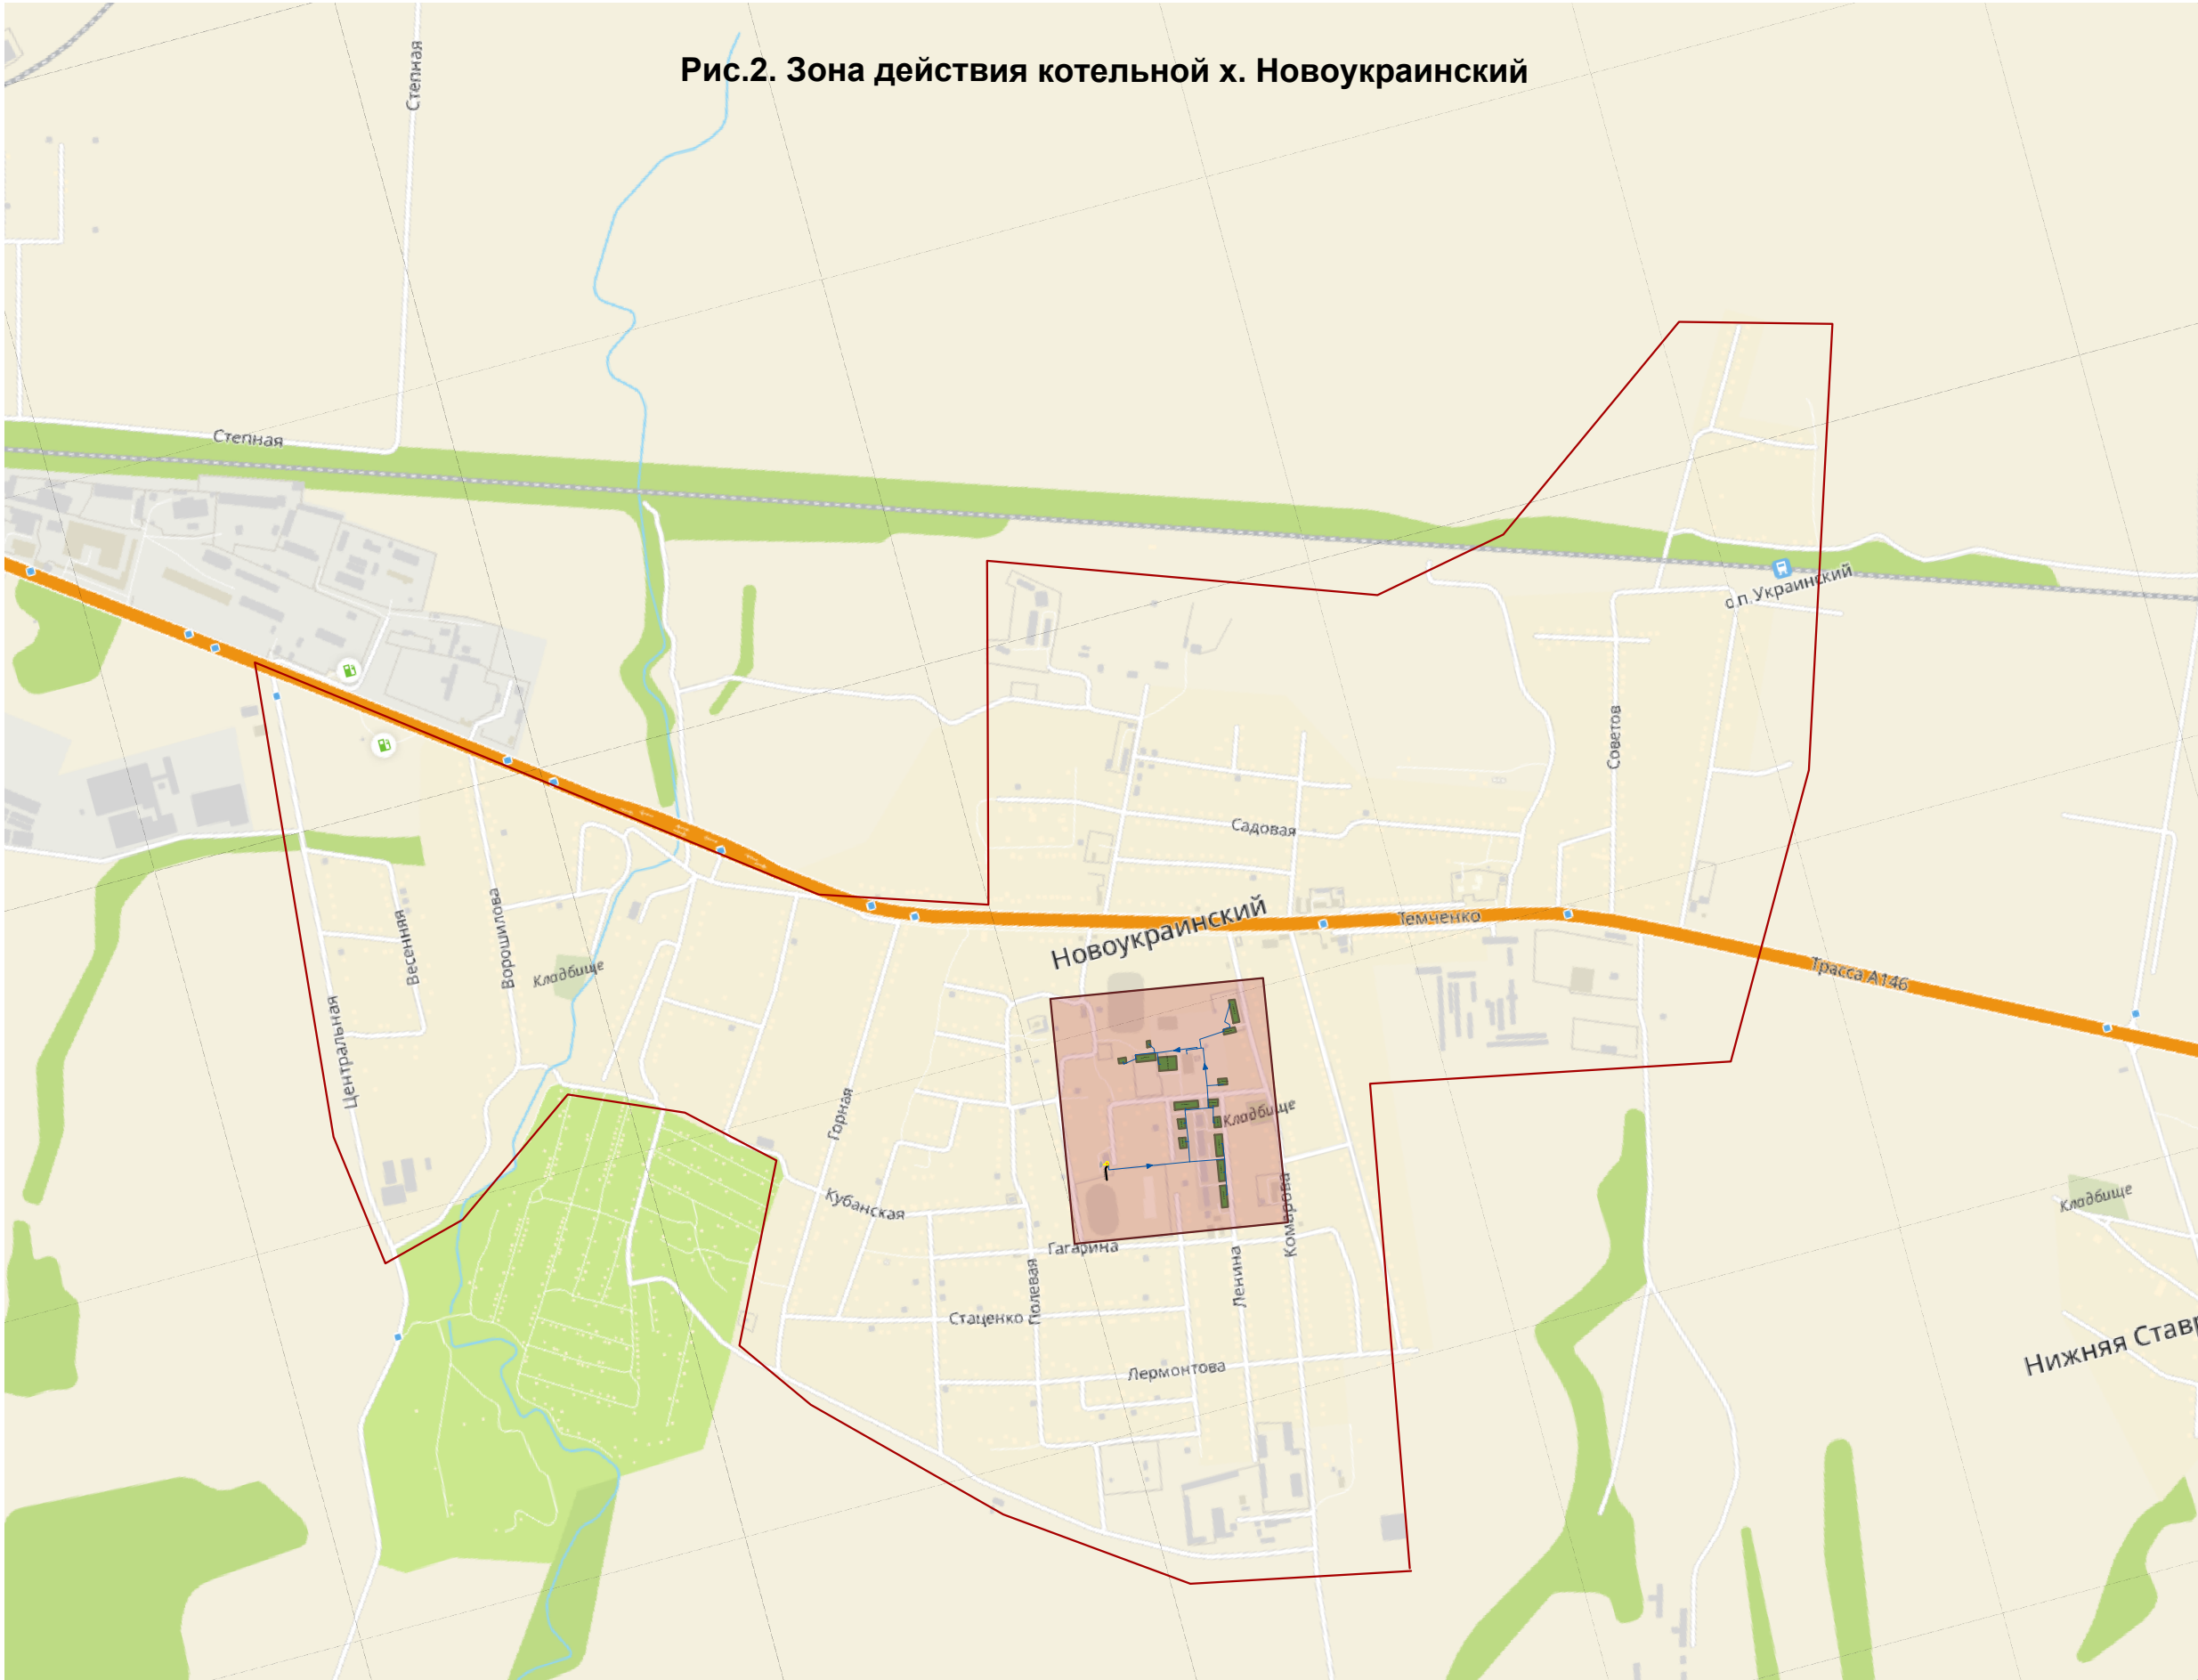 Рис.2. Зона действия котельной х. Новоукраинский
Степная
Степная
о.п. Украинский
Советов
Садовая
Новоукраинский
Темченко
Трасса А146
Весенняя
Ворошилова
Кладбище
Центральная
Горная
Кладбище
Кубанская
Гагарина
Комарова
Кладбище
Полевая
Ленина
Стаценко
Лермонтова
Нижняя Ставр